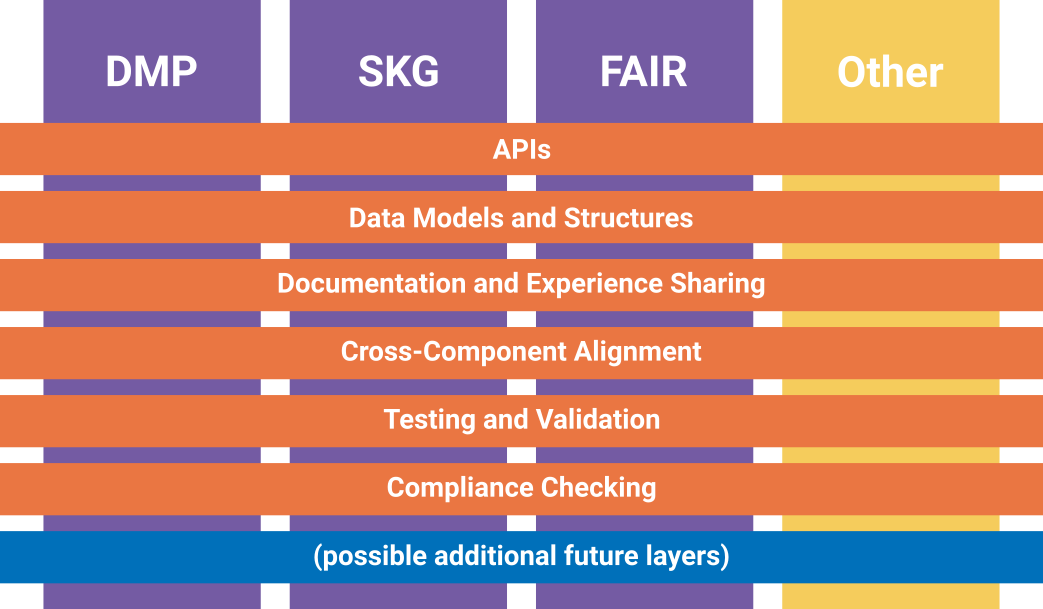 DMP
SKG
FAIR
Other
APIs
Data Models and Structures
Documentation and Experience Sharing
Cross-Component Alignment
Testing and Validation
Compliance Checking
(possible additional future layers)